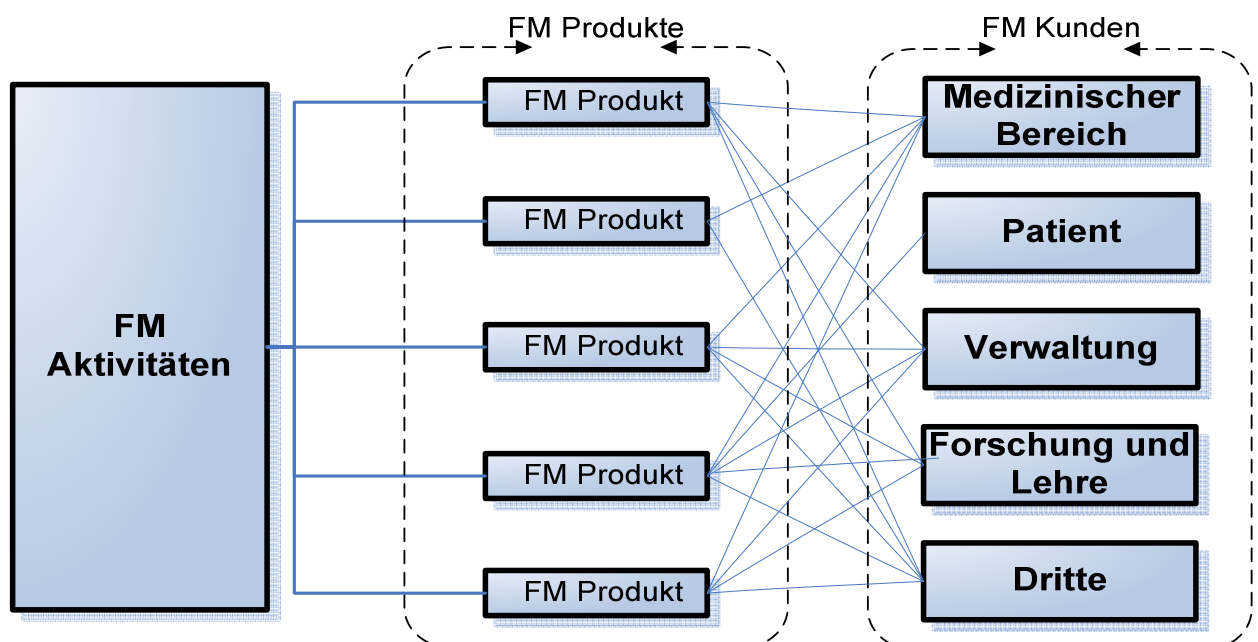 FM Produkte
FM Kunden
FM
Aktivitäten
FM Produkt
FM Produkt
FM Produkt
FM Produkt
FM Produkt
Medizinischer
Bereich
Patient
Verwaltung
Forschung und
Lehre
Dritte